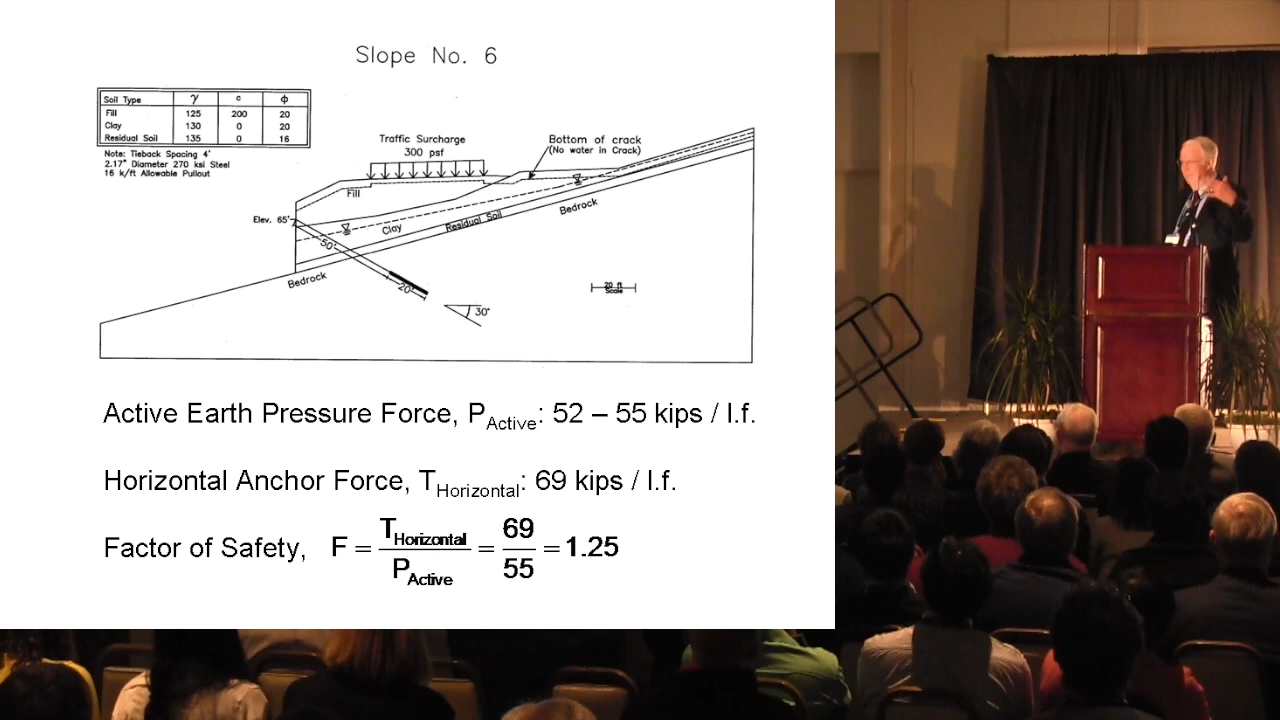 Slope No. 6
Soil Type γ c ϕ
Fill 125 200 20
Clay 130 0 20
Residual Soil 135 0 16
Note: Tieback Spacing 4'
2.17" Diameter 270 ksi Steel
16 k/ft Allowable Pullout
Traffic Surcharge
300 psf
Bottom of crack
(No water in Crack)
Fill
Elev. 65'
Clay
Residual Soil
Bedrock
50'
Bedrock
20'
20 ft
Scale
30°
Active Earth Pressure Force, PActive: 52 – 55 kips / l.f.
Horizontal Anchor Force, THorizontal: 69 kips / l.f.
Factor of Safety, F = THorizontal / PActive = 69 / 55 = 1.25